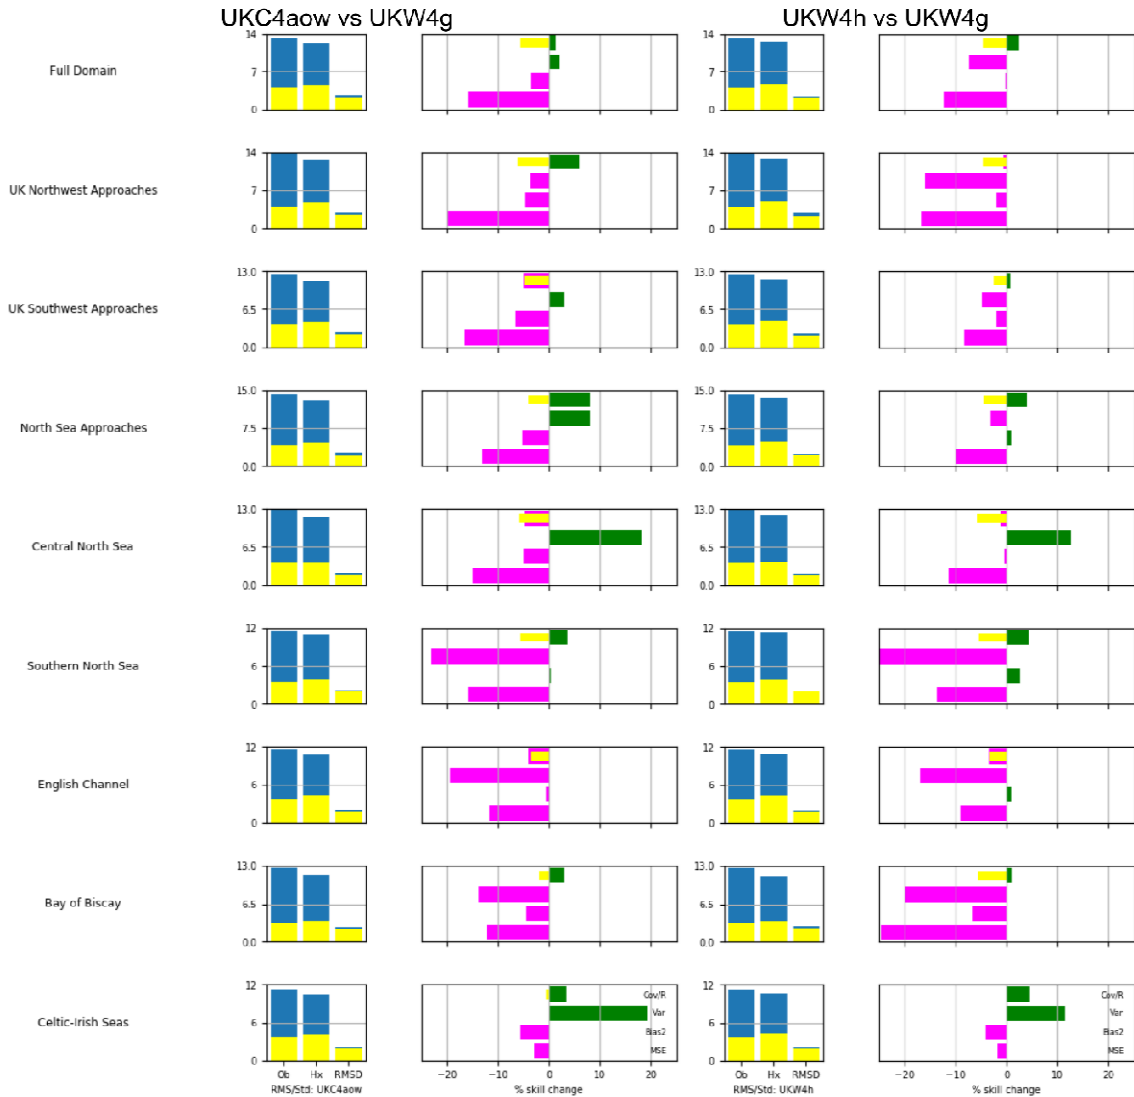 UKC4aow vs UKW4g
UKW4h vs UKW4g
Full Domain
14
7
0
14
7
0
UK Northwest Approaches
14
7
0
14
7
0
UK Southwest Approaches
13.0
6.5
0.0
13.0
6.5
0.0
North Sea Approaches
15.0
7.5
0.0
15.0
7.5
0.0
Central North Sea
13.0
6.5
0.0
13.0
6.5
0.0
Southern North Sea
12
6
0
12
6
0
English Channel
12
6
0
12
6
0
Bay of Biscay
13.0
6.5
0.0
13.0
6.5
0.0
Celtic-Irish Seas
12
6
0
Cov/R
Var
Bias2
MSE
12
6
0
Cov/R
Var
Bias2
MSE
Ob Hx RMSD
−20 −10 0 10 20
Ob Hx RMSD
−20 −10 0 10 20
RMS/Std: UKC4aow
% skill change
RMS/Std: UKW4h
% skill change